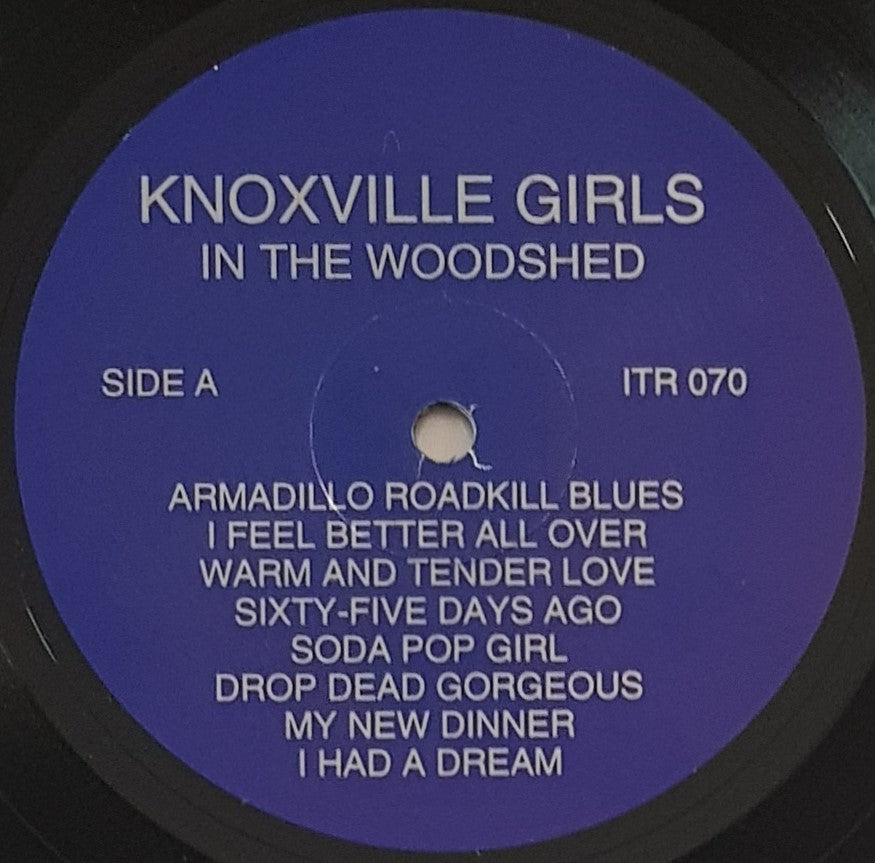 KNOXVILLE GIRLS
IN THE WOODSHED
SIDE A
ITR 070
ARMADILLO ROADKILL BLUES
I FEEL BETTER ALL OVER
WARM AND TENDER LOVE
SIXTY-FIVE DAYS AGO
SODA POP GIRL
DROP DEAD GORGEOUS
MY NEW DINNER
I HAD A DREAM